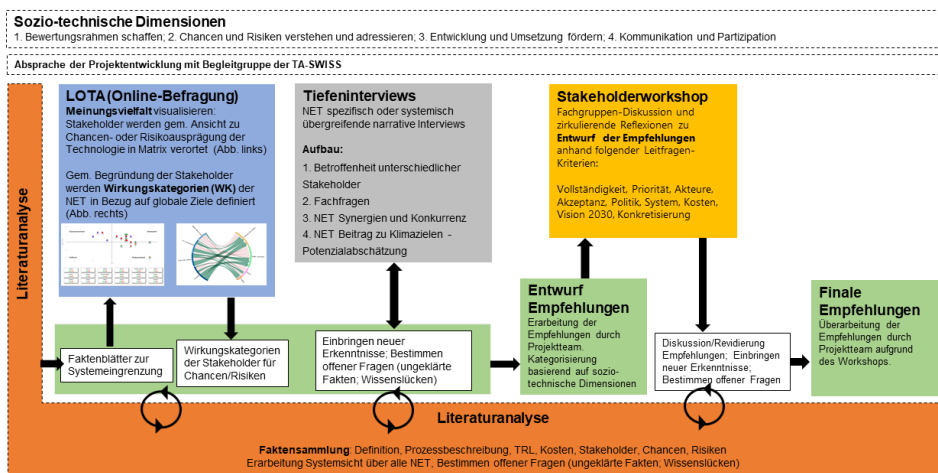 Sozio-technische Dimensionen
1. Bewertungsrahmen schaffen; 2. Chancen und Risiken verstehen und adressieren; 3. Entwicklung und Umsetzung fördern; 4. Kommunikation und Partizipation
Absprache der Projektentwicklung mit Begleitgruppe der TA-SWISS
Literaturanalyse
LOTA(Online-Befragung)
Meinungsvielfalt visualisieren:
Stakeholder werden gem. Ansicht zu
Chancen- oder Risikoausprägung der
Technologie in Matrix verortet (Abb. links)
Gem. Begründung der Stakeholder
werden Wirkungskategorien (WK) der
NET in Bezug auf globale Ziele definiert
(Abb. rechts)
Tiefeninterviews
NET spezifisch oder systemisch
übergreifende narrative Interviews
Aufbau:
1. Betroffenheit unterschiedlicher
Stakeholder
2. Fachfragen
3. NET Synergien und Konkurrenz
4. NET Beitrag zu Klimazielen -
Potenzialabschätzung
Stakeholderworkshop
Fachgruppen-Diskussion und
zirkulierende Reflexionen zu
Entwurf der Empfehlungen
anhand folgender Leitfragen-
Kriterien:
Vollständigkeit, Priorität, Akteure,
Akzeptanz, Politik, System, Kosten,
Vision 2030, Konkretisierung
Faktenblätter zur
Systemeingrenzung
Wirkungskategorien
der Stakeholder für
Chancen/Risiken
Einbringen neuer
Erkenntnisse; Bestimmen
offener Fragen (ungeklärte
Fakten; Wissenslücken)
Entwurf
Empfehlungen
Erarbeitung der
Empfehlungen durch
Projektteam.
Kategorisierung
basierend auf sozio-
technische Dimensionen
Diskussion/Revidierung
Empfehlungen; Einbringen
neuer Erkenntnisse;
Bestimmen offener Fragen
Finale
Empfehlungen
Überarbeitung der
Empfehlungen durch
Projektteam aufgrund
des Workshops.
Literaturanalyse
Faktensammlung: Definition, Prozessbeschreibung, TRL, Kosten, Stakeholder, Chancen, Risiken
Erarbeitung Systemsicht über alle NET, Bestimmen offener Fragen (ungeklärte Fakten; Wissenslücken)